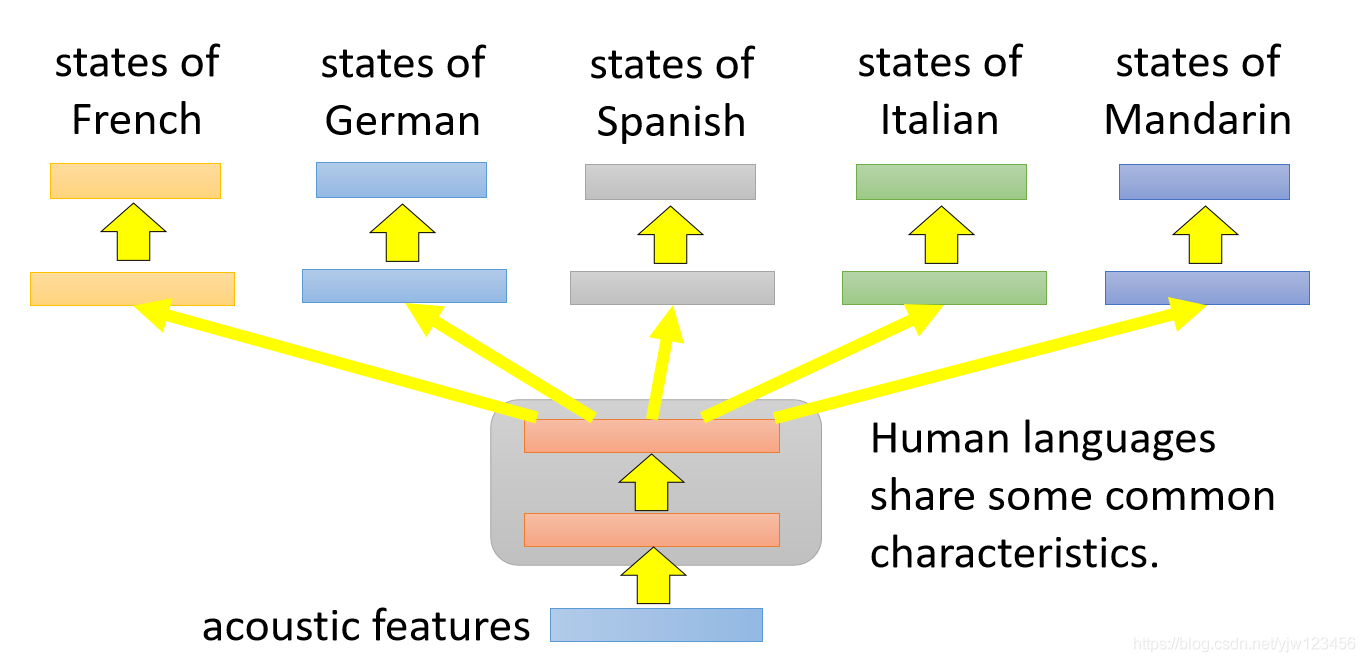 states of
French
states of
German
states of
Spanish
states of
Italian
states of
Mandarin
Human languages
share some common
characteristics.
acoustic features
https://blog.csdn.net/yjw123456